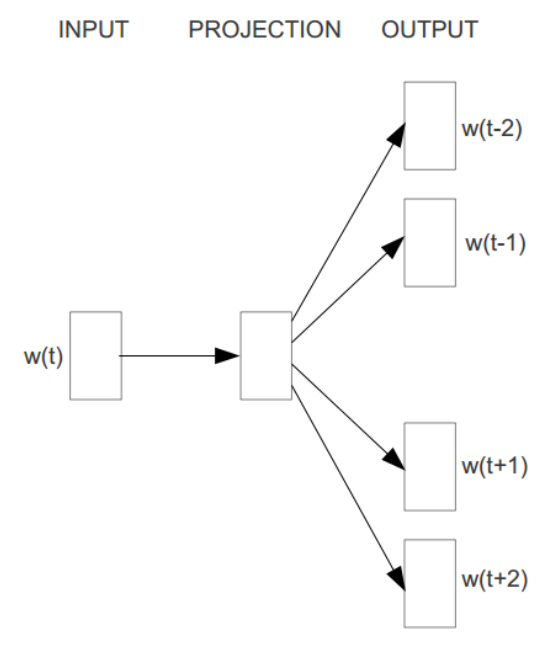 INPUT PROJECTION OUTPUT
w(t-2)
w(t-1)
w(t)
w(t+1)
w(t+2)